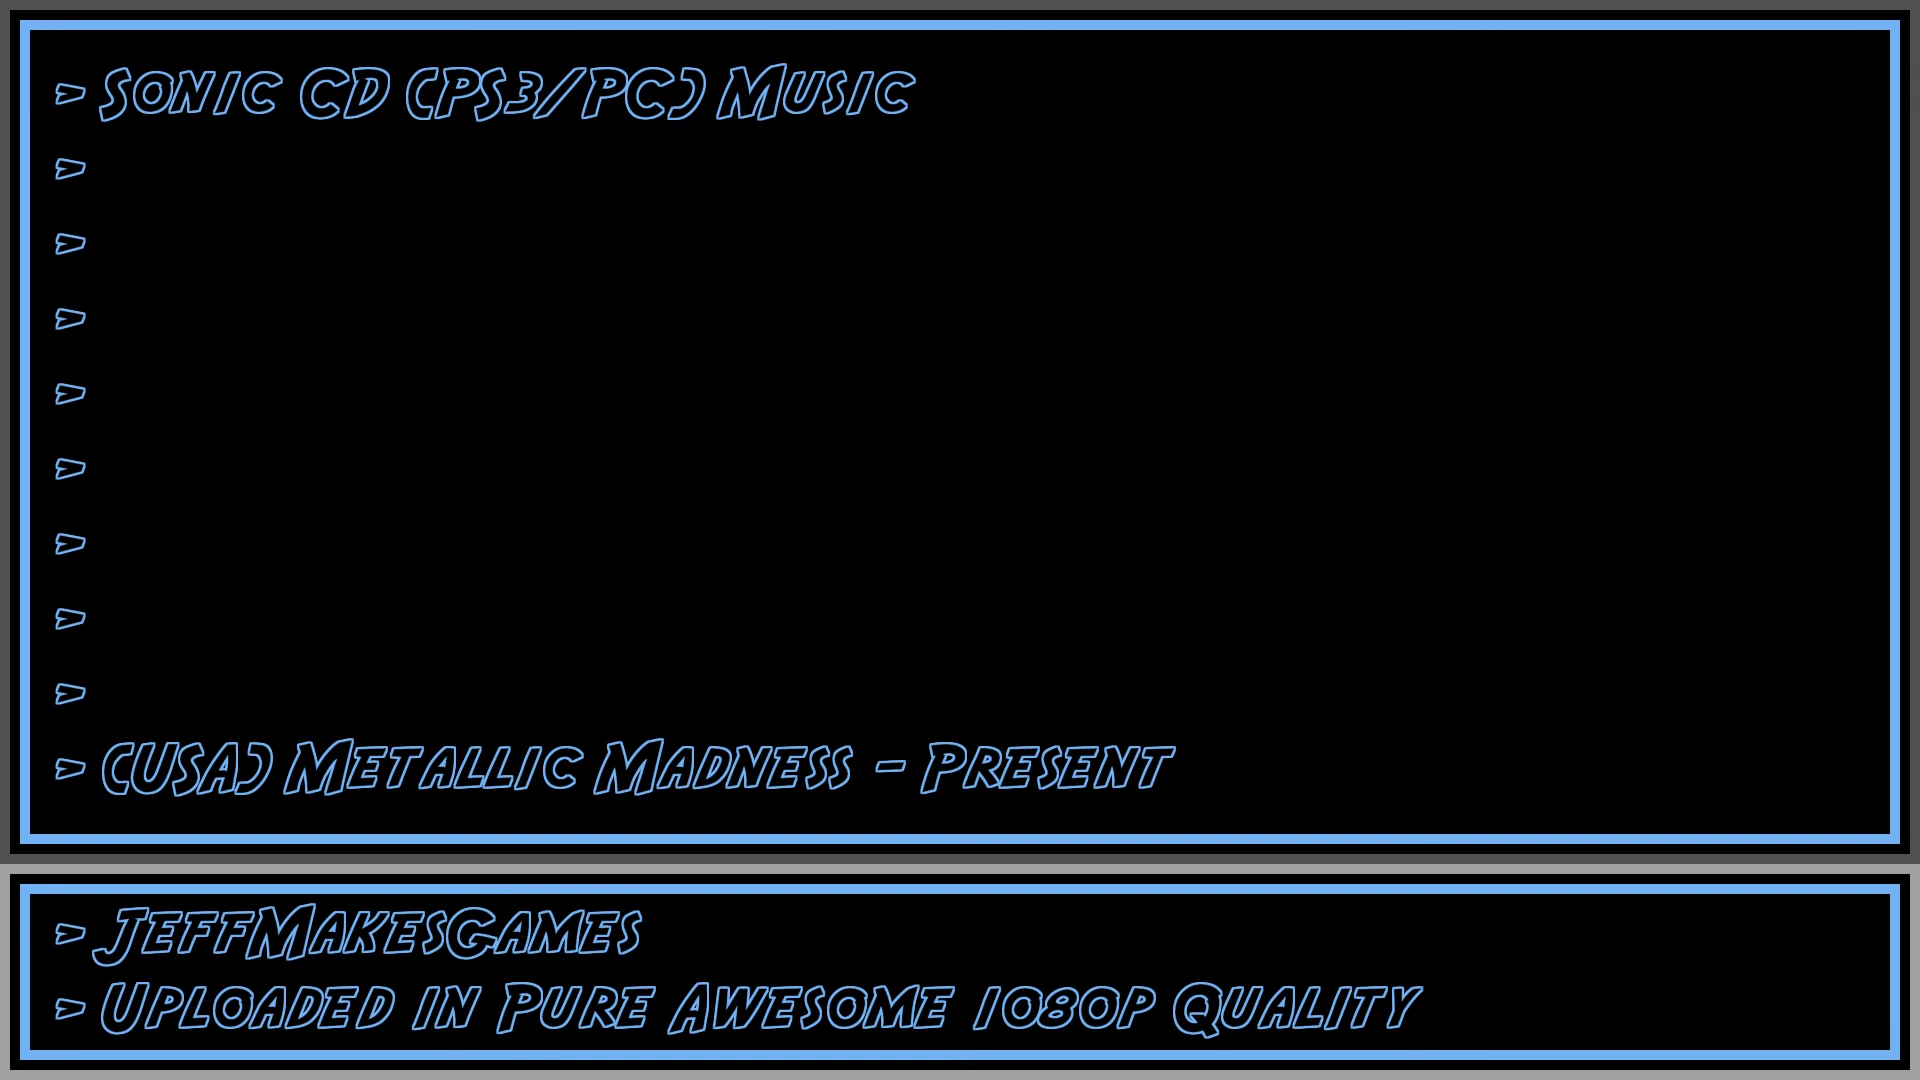 > Sonic CD (PS3/PC) Music
>
>
>
>
>
>
>
>
> (USA) Metallic Madness - Present
> JeffMakesGames
> Uploaded in Pure Awesome 1080p Quality